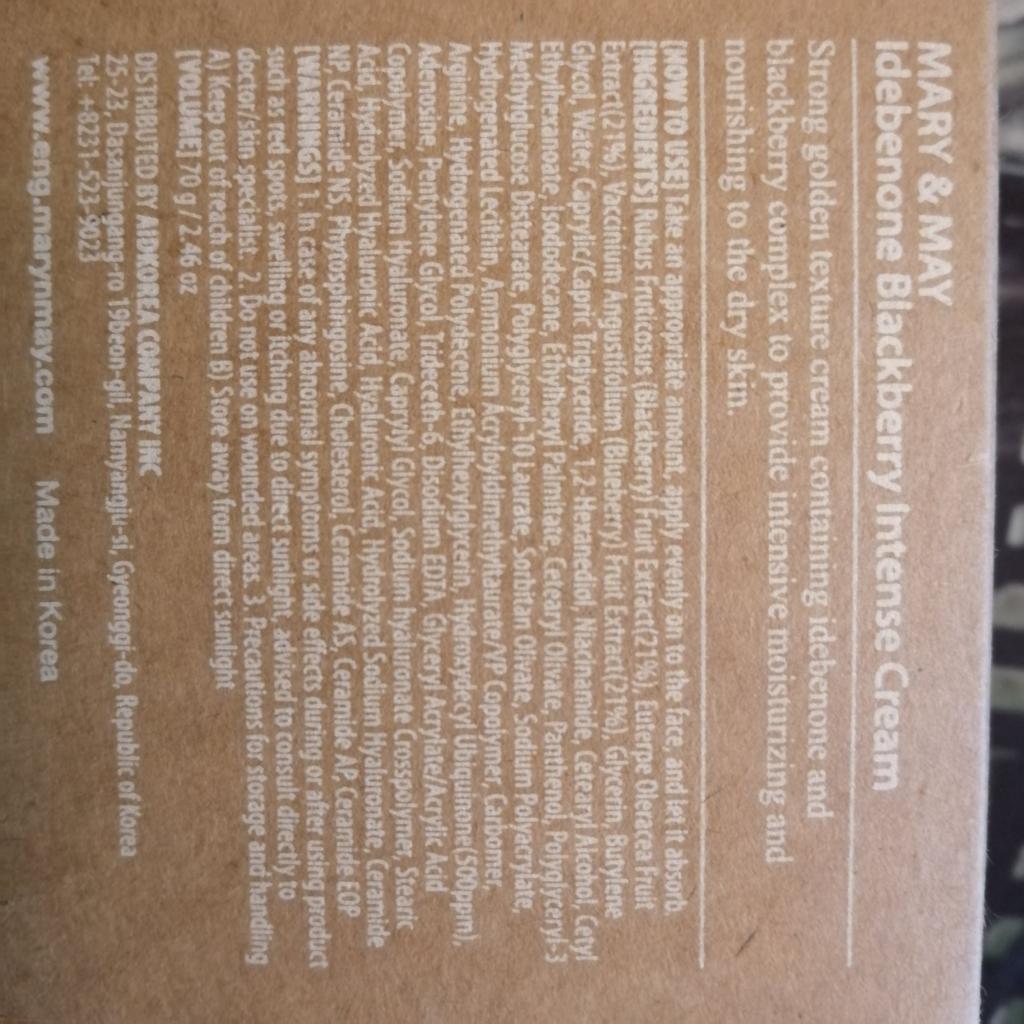 MARY & MAY
Idebenone Blackberry Intense Cream
Strong golden texture cream containing idebenone and
blackberry complex to provide intensive moisturizing and
nourishing to the dry skin.
[HOW TO USE] Take an appropriate amount, apply evenly on to the face, and let it absorb.
[INGREDIENTS] Rubus Fruticosus (Blackberry) Fruit Extract(21%), Euterpe Oleracea Fruit
Extract(21%), Vaccinium Angustifolium (Blueberry) Fruit Extract(21%), Glycerin, Butylene
Glycol, Water, Caprylic/Capric Triglyceride, 1,2-Hexanediol, Niacinamide, Cetearyl Alcohol, Cetyl
Ethylhexanoate, Isododecane, Ethylhexyl Palmitate, Cetearyl Olivate, Panthenol, Polyglyceryl-3
Methylglucose Distearate, Polyglyceryl-10 Laurate, Sorbitan Olivate, Sodium Polyacrylate,
Hydrogenated Lecithin, Ammonium Acryloyldimethyltaurate/VP Copolymer, Carbomer,
Arginine, Hydrogenated Polydecene, Ethylhexylglycerin, Hydroxydecyl Ubiquinone(500ppm),
Adenosine, Pentylene Glycol, Trideceth-6, Disodium EDTA, Glyceryl Acrylate/Acrylic Acid
Copolymer, Sodium Hyaluronate, Caprylyl Glycol, Sodium hyaluronate Crosspolymer, Stearic
Acid, Hydrolyzed Hyaluronic Acid, Hyaluronic Acid, Hydrolyzed Sodium Hyaluronate, Ceramide
NP, Ceramide NS, Phytosphingosine, Cholesterol, Ceramide AS, Ceramide AP, Ceramide EOP
[WARNINGS] 1. In case of any abnormal symptoms or side effects during or after using product
such as red spots, swelling or itching due to direct sunlight, advised to consult directly to
doctor/skin specialist. 2. Do not use on wounded areas. 3. Precautions for storage and handling
A) Keep out of reach of children B) Store away from direct sunlight
[VOLUME] 70 g / 2.46 oz
DISTRIBUTED BY AIDKOREA COMPANY INC
25-23, Dasanjungang-ro 19beon-gil, Namyangju-si, Gyeonggi-do, Republic of Korea
Tel: +8231-523-9023
www.eng.marynmay.com Made in Korea